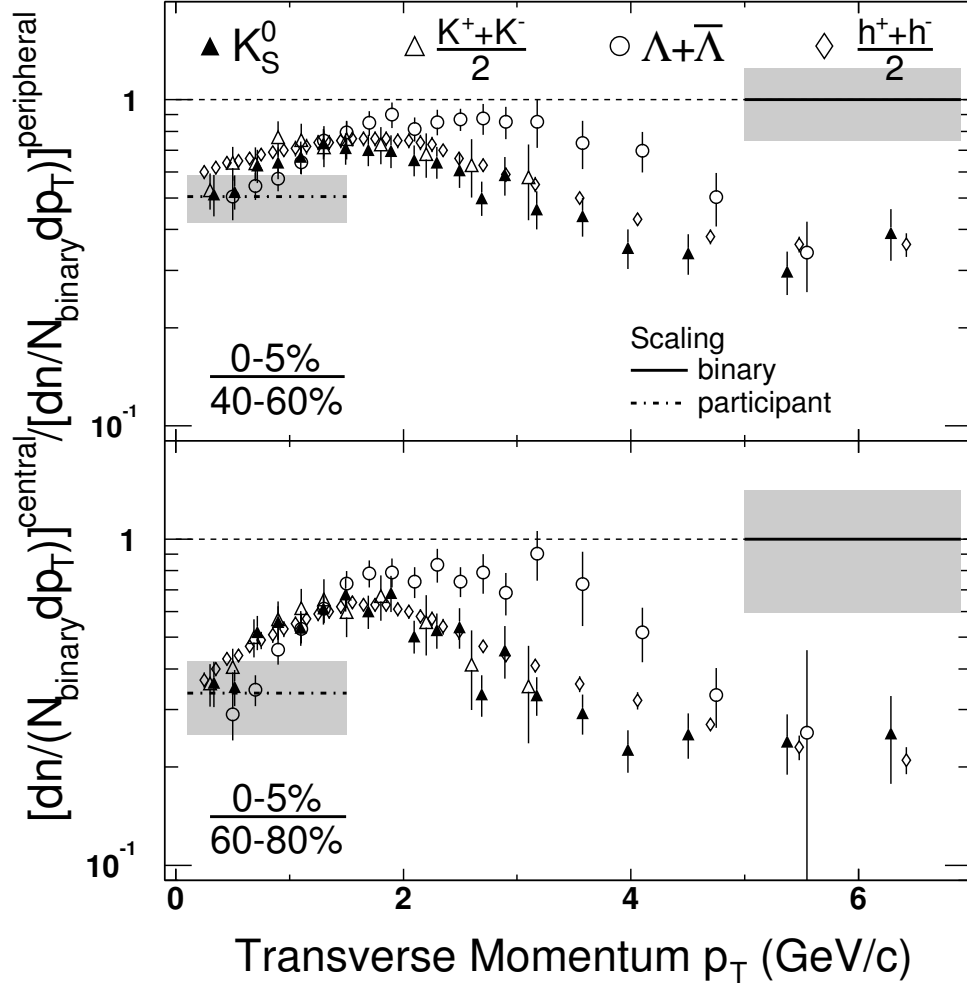 K⁰_S
K⁺+K⁻
2
Λ+Λ̅
h⁺+h⁻
2
[dn/(N_binary dp_T)]^central/[dn/N_binary dp_T)]^peripheral
1
0-5%
40-60%
Scaling
binary
participant
10⁻¹
1
0-5%
60-80%
10⁻¹
0 2 4 6
Transverse Momentum p_T (GeV/c)